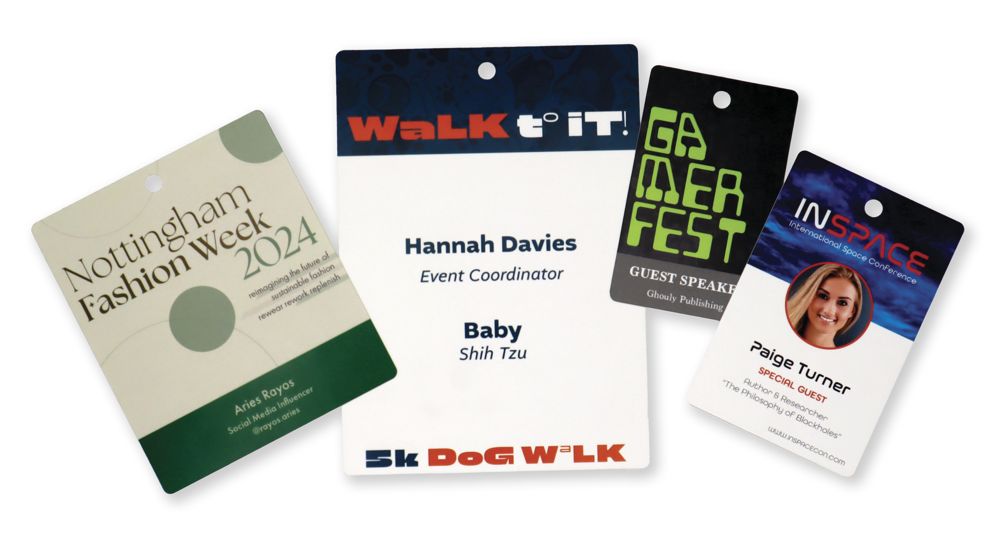 Nottingham
Fashion Week
2024
reimagining the future of
sustainable fashion
rewear rework replenish
Aries Rayos
Social Media Influencer
@rayos.aries
WaLK to iT!
Hannah Davies
Event Coordinator
Baby
Shih Tzu
5k DoG WaLK
GA
MER
FEST
GUEST SPEAKE
Ghouly Publishing
INSPACE
International Space Conference
Paige Turner
SPECIAL GUEST
Author & Researcher
"The Philosophy of Blackholes"
www.inspacecon.com